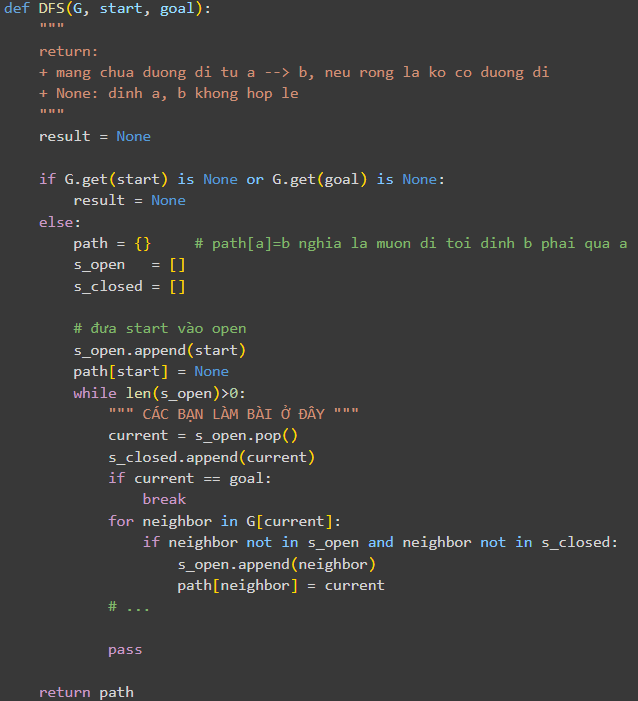 def DFS(G, start, goal):
    """
    return:
    + mang chua duong di tu a --> b, neu rong la ko co duong di
    + None: dinh a, b khong hop le
    """
    result = None

    if G.get(start) is None or G.get(goal) is None:
        result = None
    else:
        path = {}     # path[a]=b nghia la muon di toi dinh b phai qua a
        s_open   = []
        s_closed = []

        # đưa start vào open
        s_open.append(start)
        path[start] = None
        while len(s_open)>0:
            """ CÁC BẠN LÀM BÀI Ở ĐÂY """
            current = s_open.pop()
            s_closed.append(current)
            if current == goal:
                break
            for neighbor in G[current]:
                if neighbor not in s_open and neighbor not in s_closed:
                    s_open.append(neighbor)
                    path[neighbor] = current
            # ...

            pass

    return path